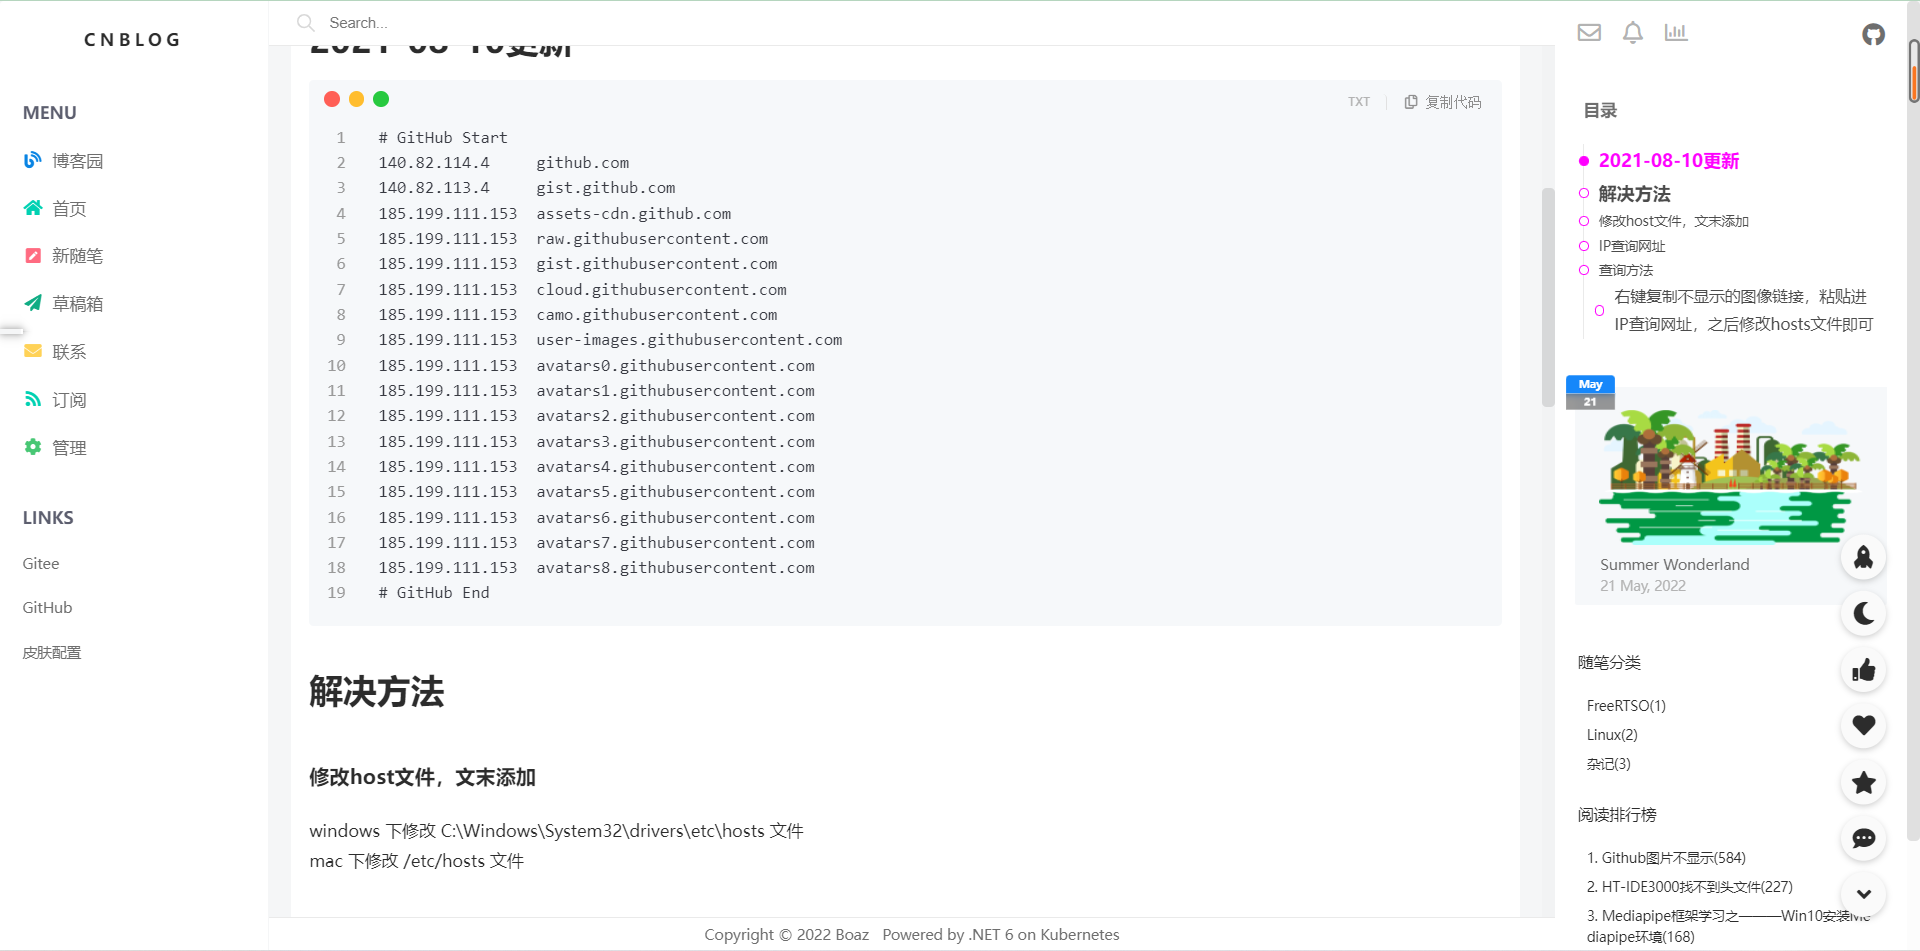 CNBLOG
MENU
博客园
首页
新随笔
草稿箱
联系
订阅
管理
LINKS
Gitee
GitHub
皮肤配置
Search...
2021-08-10更新
TXT
复制代码
1 # GitHub Start
2 140.82.114.4 github.com
3 140.82.113.4 gist.github.com
4 185.199.111.153 assets-cdn.github.com
5 185.199.111.153 raw.githubusercontent.com
6 185.199.111.153 gist.githubusercontent.com
7 185.199.111.153 cloud.githubusercontent.com
8 185.199.111.153 camo.githubusercontent.com
9 185.199.111.153 user-images.githubusercontent.com
10 185.199.111.153 avatars0.githubusercontent.com
11 185.199.111.153 avatars1.githubusercontent.com
12 185.199.111.153 avatars2.githubusercontent.com
13 185.199.111.153 avatars3.githubusercontent.com
14 185.199.111.153 avatars4.githubusercontent.com
15 185.199.111.153 avatars5.githubusercontent.com
16 185.199.111.153 avatars6.githubusercontent.com
17 185.199.111.153 avatars7.githubusercontent.com
18 185.199.111.153 avatars8.githubusercontent.com
19 # GitHub End
解决方法
修改host文件，文末添加
windows 下修改 C:\Windows\System32\drivers\etc\hosts 文件
mac 下修改 /etc/hosts 文件
Copyright © 2022 Boaz Powered by .NET 6 on Kubernetes
目录
2021-08-10更新
解决方法
修改host文件，文末添加
IP查询网址
查询方法
右键复制不显示的图像链接，粘贴进
IP查询网址，之后修改hosts文件即可
May
21
Summer Wonderland
21 May, 2022
随笔分类
FreeRTSO(1)
Linux(2)
杂记(3)
阅读排行榜
1. Github图片不显示(584)
2. HT-IDE3000找不到头文件(227)
3. Mediapipe框架学习之———Win10安装Me
diapipe环境(168)